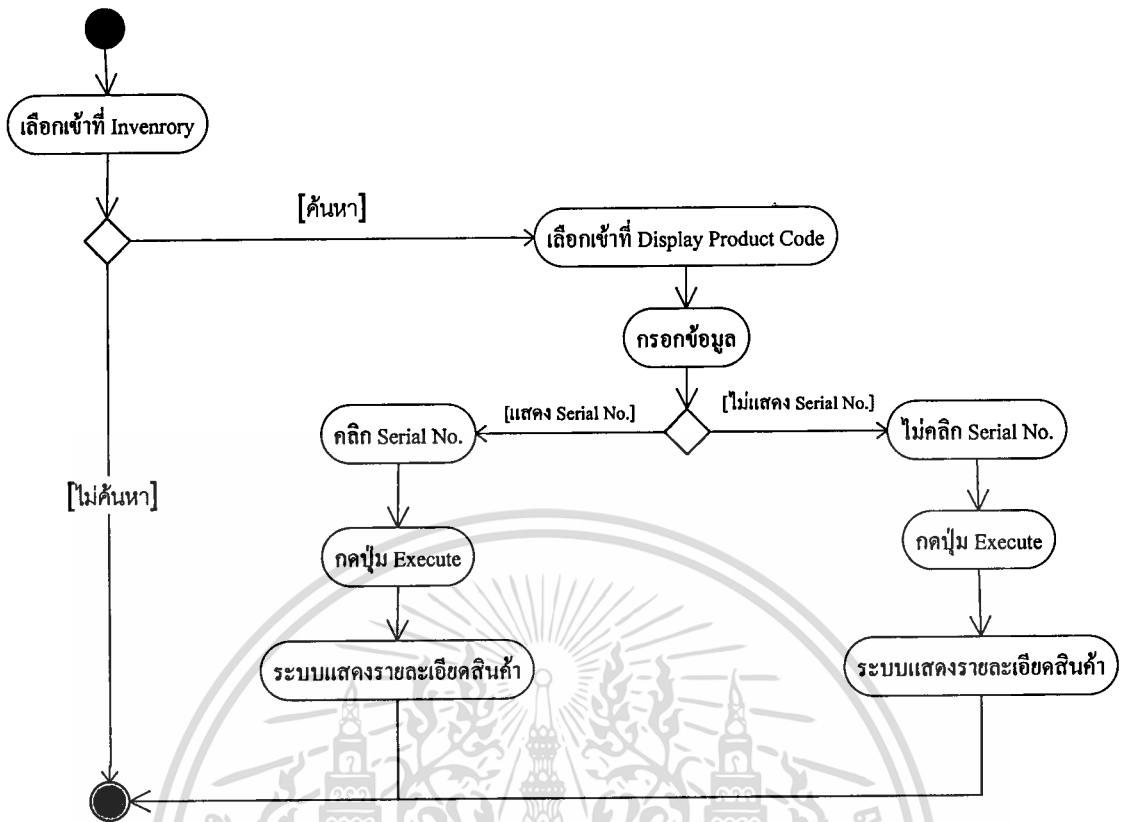 เลือกเข้าที่ Invenrory
[ค้นหา]
เลือกเข้าที่ Display Product Code
กรอกข้อมูล
[แสดง Serial No.]
[ไม่แสดง Serial No.]
คลิก Serial No.
ไม่คลิก Serial No.
[ไม่ค้นหา]
กดปุ่ม Execute
กดปุ่ม Execute
ระบบแสดงรายละเอียดสินค้า
ระบบแสดงรายละเอียดสินค้า